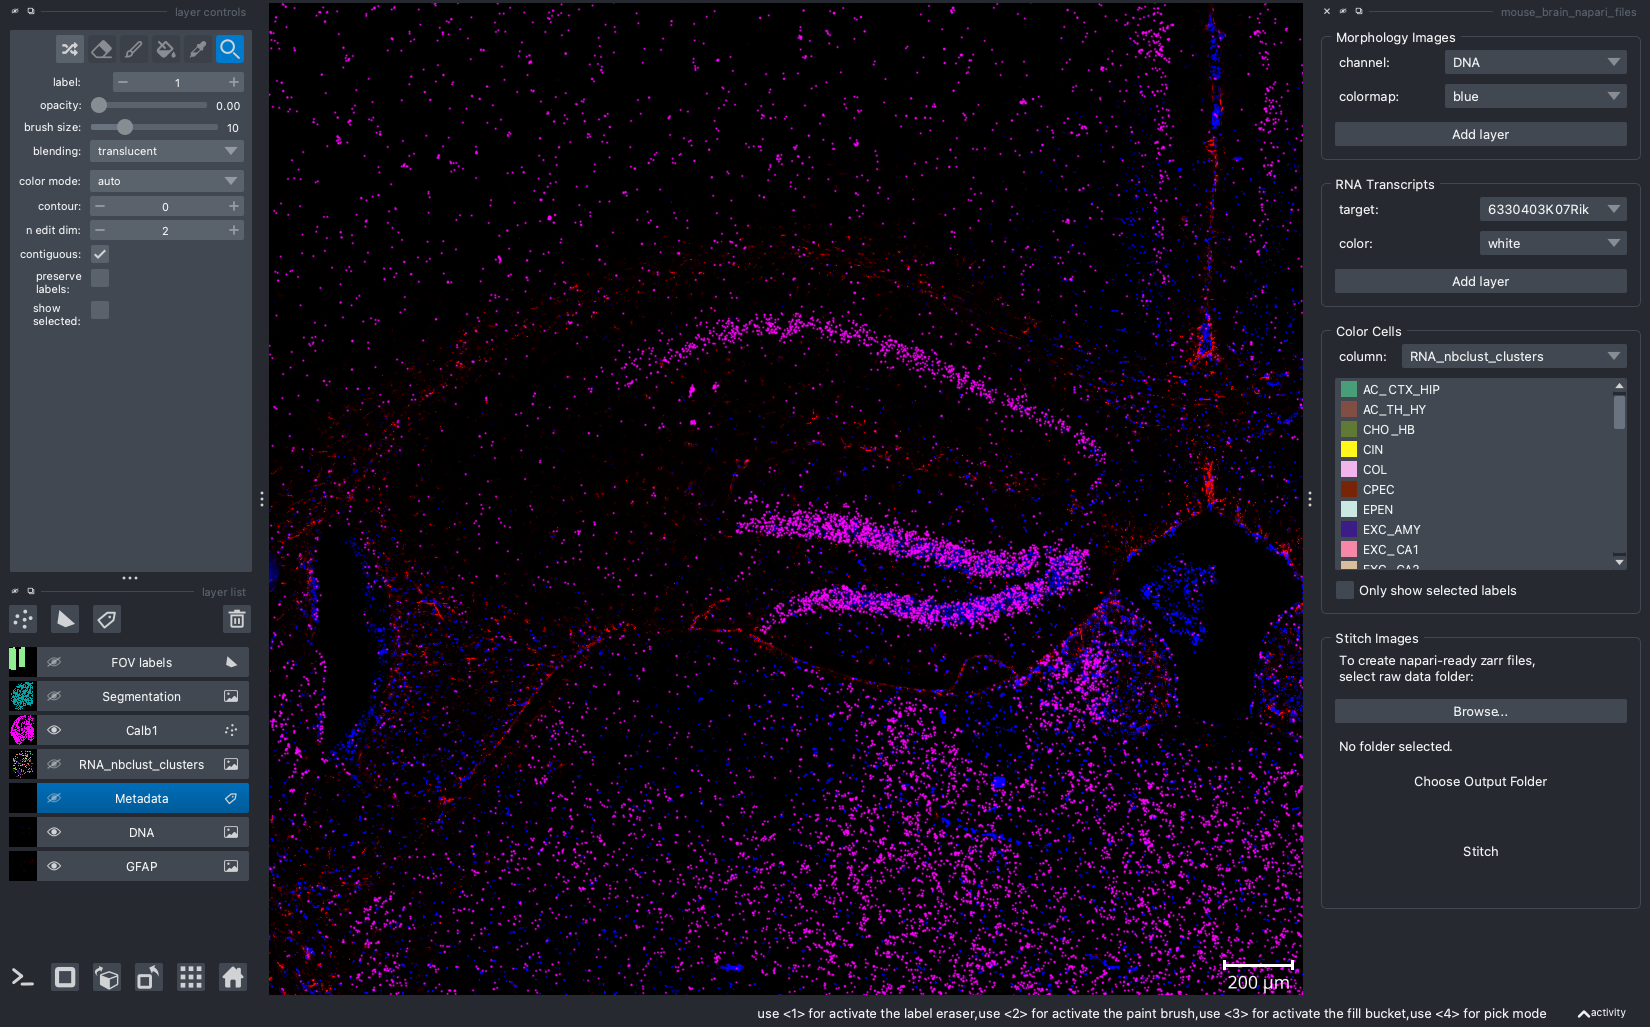 layer controls
label:
1
opacity:
0.00
brush size:
10
blending:
translucent
color mode:
auto
contour:
0
n edit dim:
2
contiguous:
preserve
labels:
show
selected:
layer list
FOV labels
Segmentation
Calb1
RNA_nbclust_clusters
Metadata
DNA
GFAP
200 µm
mouse_brain_napari_files
Morphology Images
channel:
DNA
colormap:
blue
Add layer
RNA Transcripts
target:
6330403K07Rik
color:
white
Add layer
Color Cells
column:
RNA_nbclust_clusters
AC_CTX_HIP
AC_TH_HY
CHO_HB
CIN
COL
CPEC
EPEN
EXC_AMY
EXC_CA1
Only show selected labels
Stitch Images
To create napari-ready zarr files,
select raw data folder:
Browse...
No folder selected.
Choose Output Folder
Stitch
use <1> for activate the label eraser,use <2> for activate the paint brush,use <3> for activate the fill bucket,use <4> for pick mode
activity